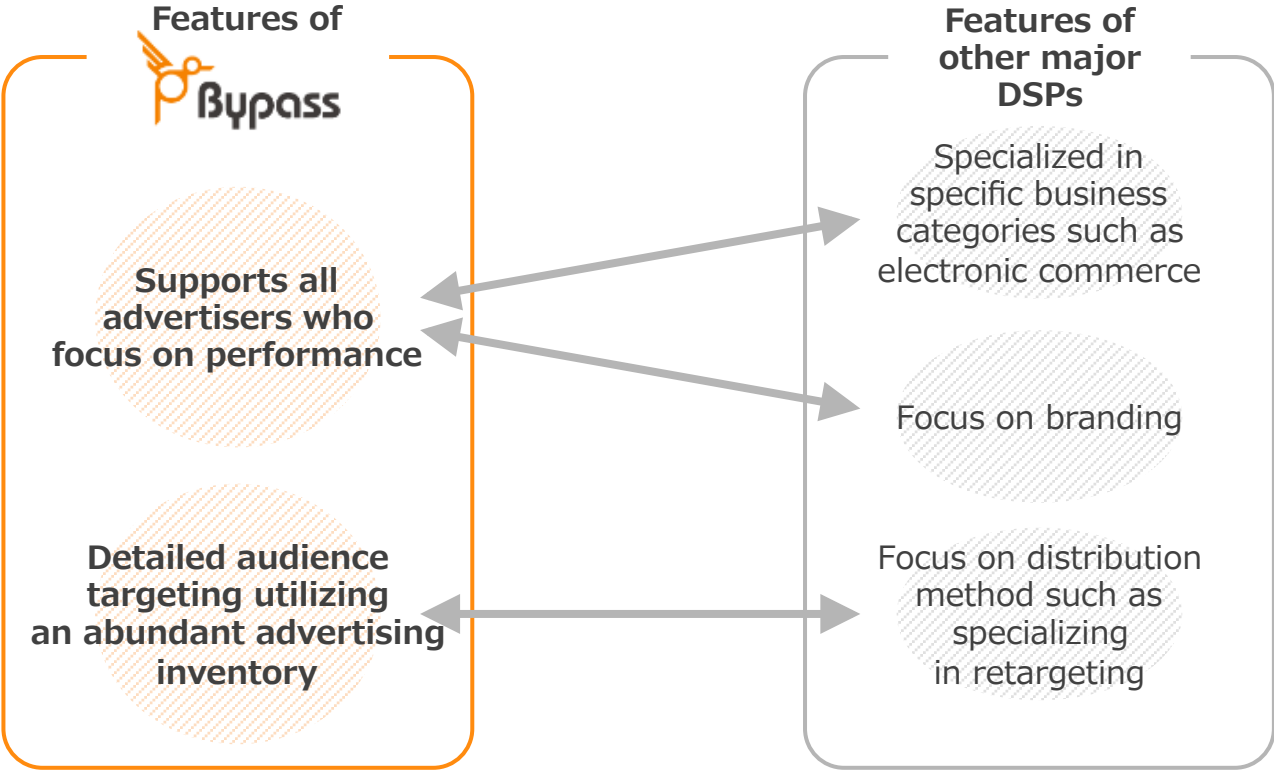 Features of
Bypass
Supports all
advertisers who
focus on performance
Detailed audience
targeting utilizing
an abundant advertising
inventory
Features of
other major
DSPs
Specialized in
specific business
categories such as
electronic commerce
Focus on branding
Focus on distribution
method such as
specializing
in retargeting